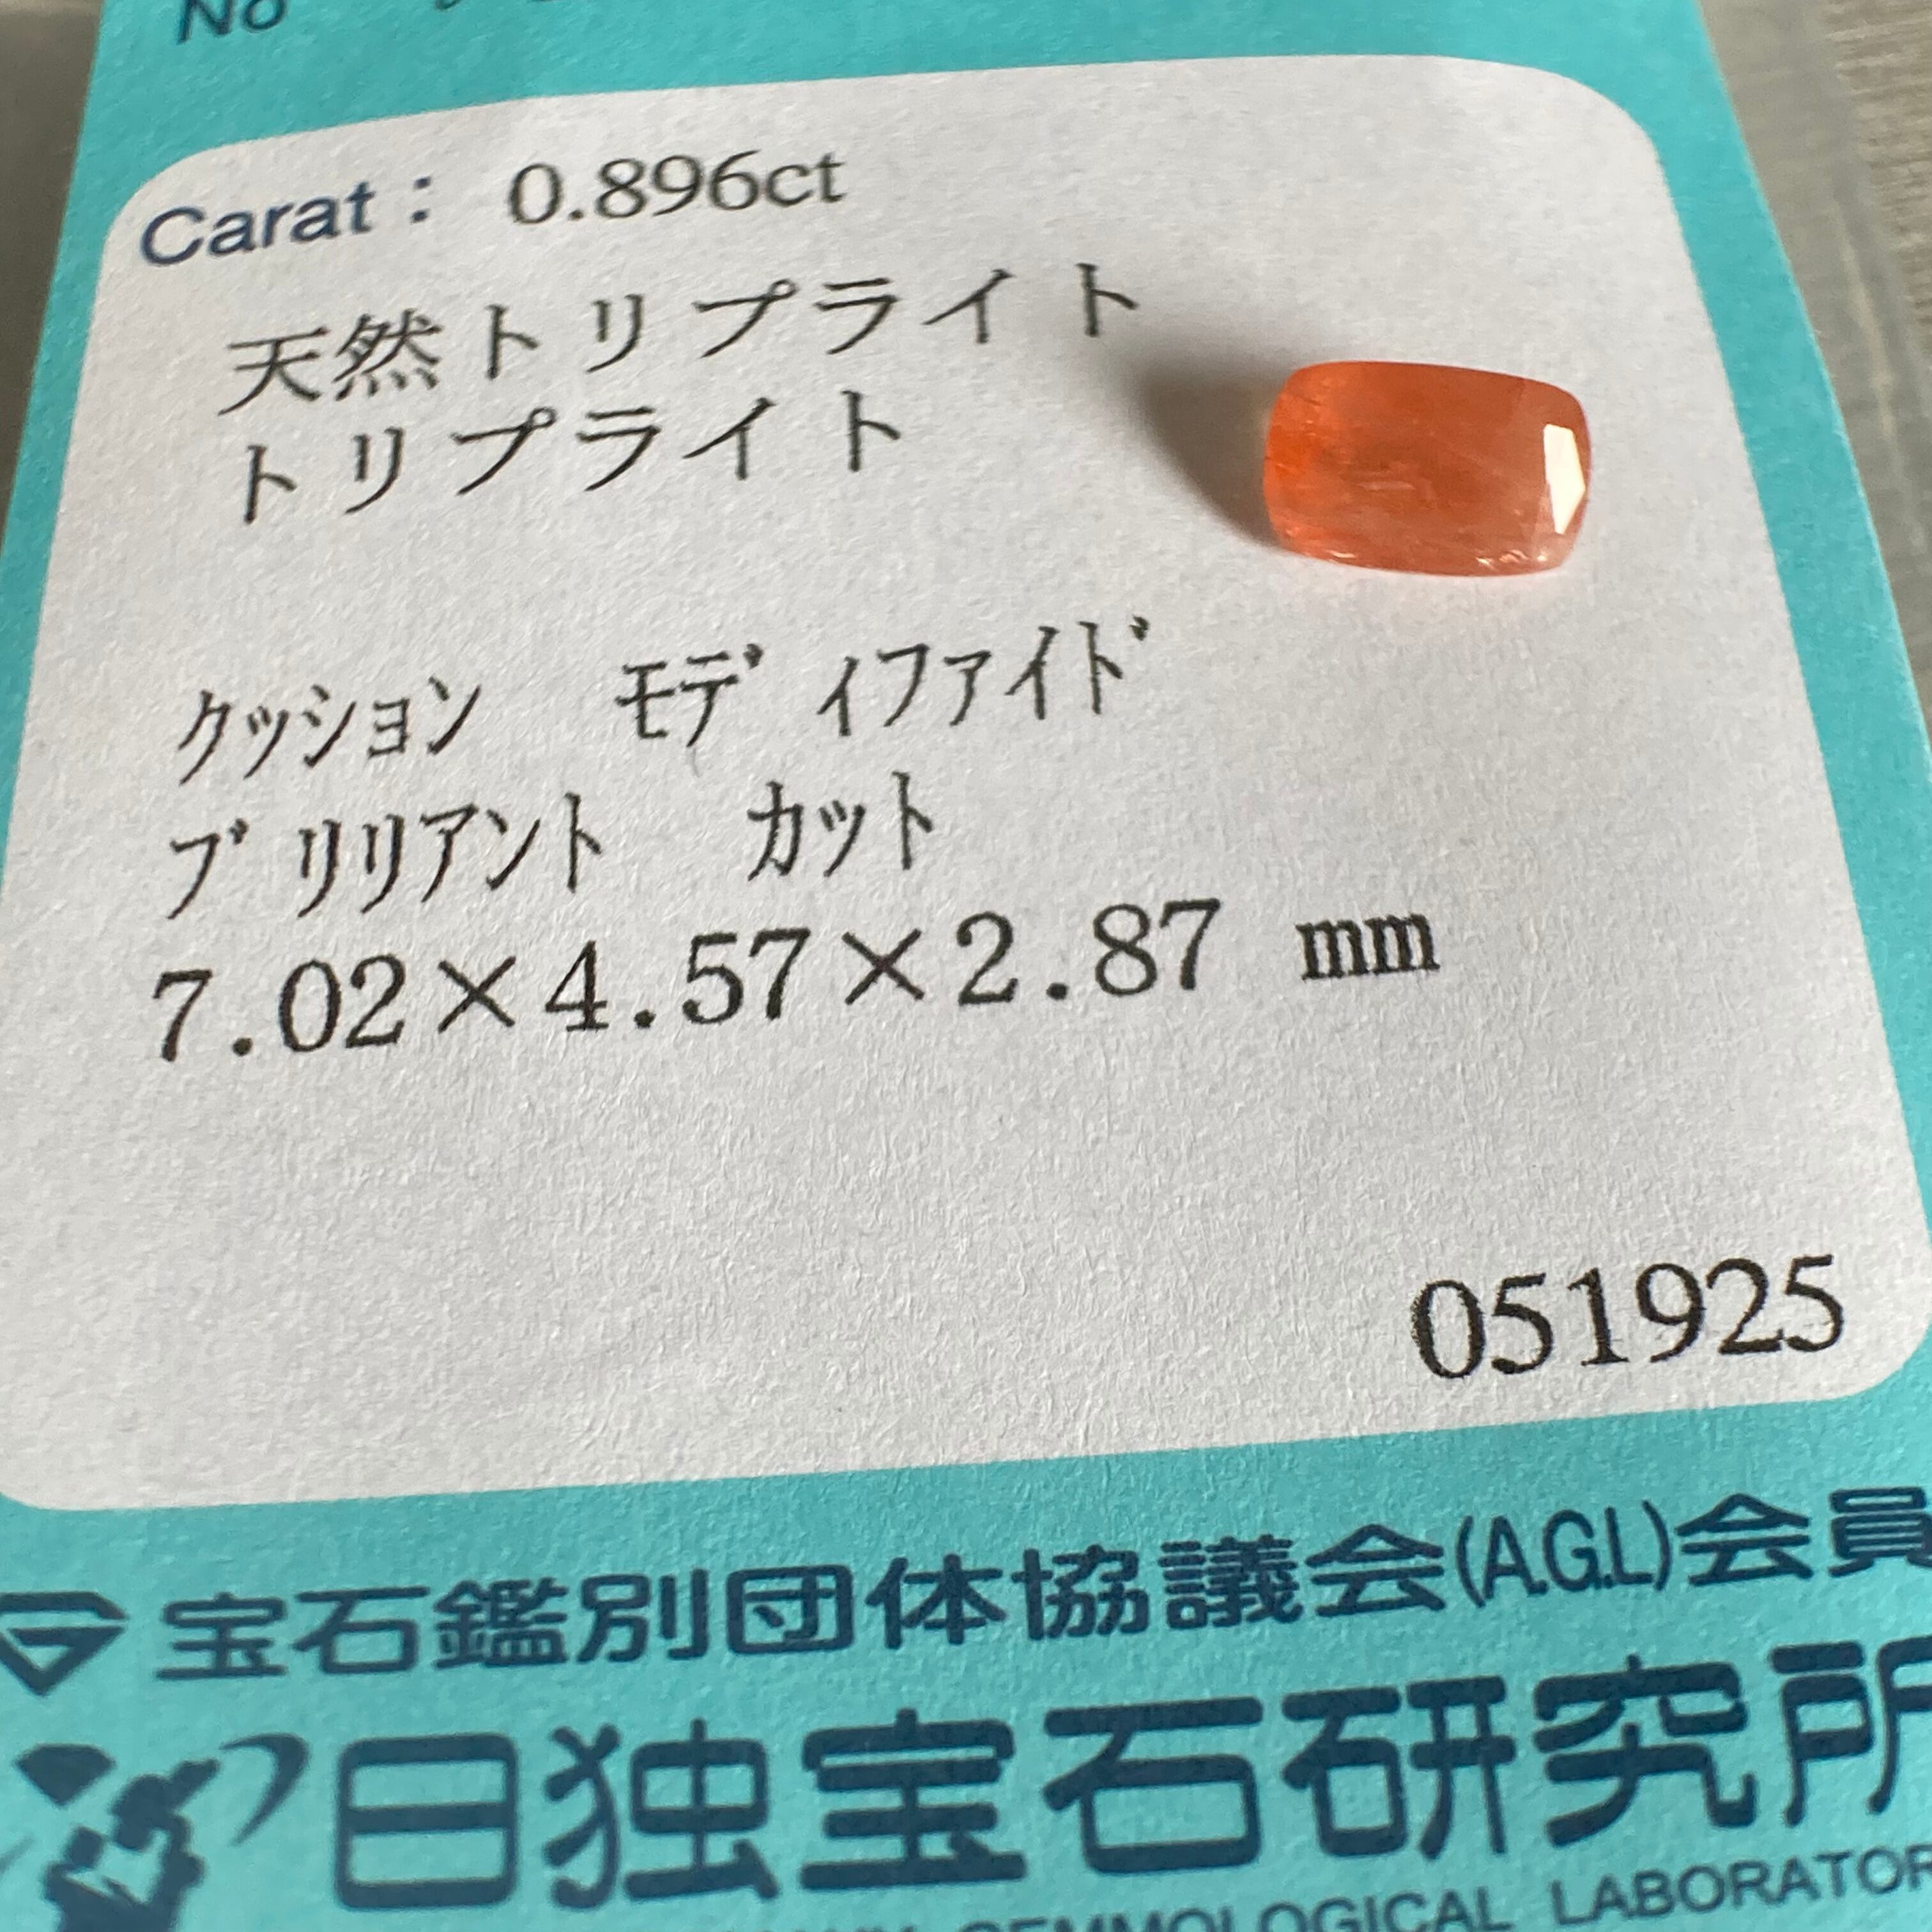 No
Carat： 0.896ct
天然トリプライト
トリプライト
ｸｯｼｮﾝ ﾓﾃﾞｨﾌｧｲﾄﾞ
ﾌﾞﾘﾘｱﾝﾄ ｶｯﾄ
7.02×4.57×2.87 mm
051925
宝石鑑別団体協議会(A.G.L)会員
日独宝石研究所
GEMMOLOGICAL LABORATOR